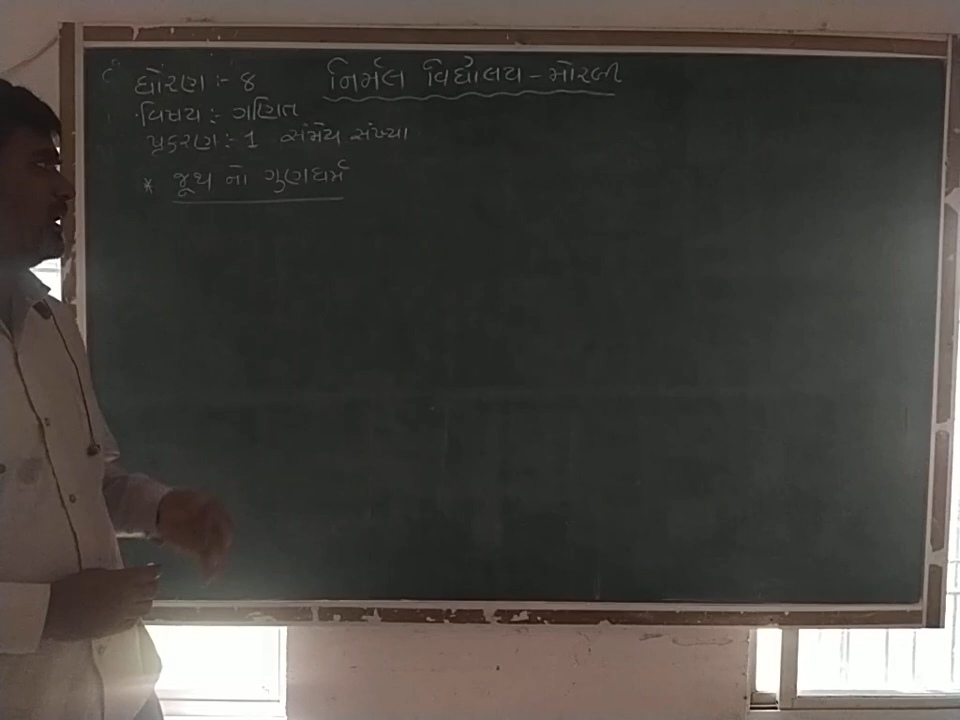 નિર્મલ વિદ્યાલય - મોરબી
ધોરણ :- ૪
વિષય :- ગણિત
પ્રકરણ :- 1 સંમેય સંખ્યા
* જૂથ નો ગુણધર્મ